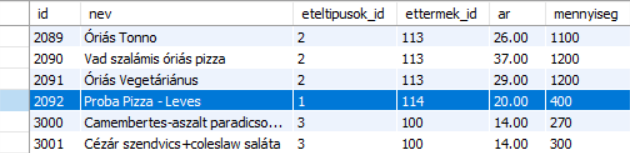 id nev eteltipusok_id ettermek_id ar mennyiseg
2089 Óriás Tonno 2 113 26.00 1100
2090 Vad szalámis óriás pizza 2 113 37.00 1200
2091 Óriás Vegetáriánus 2 113 29.00 1200
2092 Proba Pizza - Leves 1 114 20.00 400
3000 Camembertes-aszalt paradicso... 3 100 14.00 270
3001 Cézár szendvics+coleslaw saláta 3 100 14.00 300